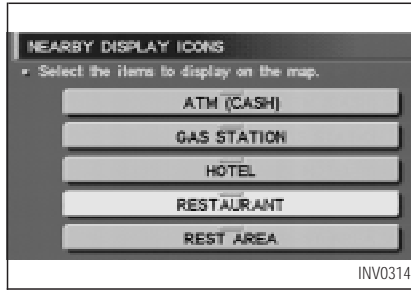 NEARBY DISPLAY ICONS
Select the items to display on the map.
ATM (CASH)
GAS STATION
HOTEL
RESTAURANT
REST AREA
INV0314